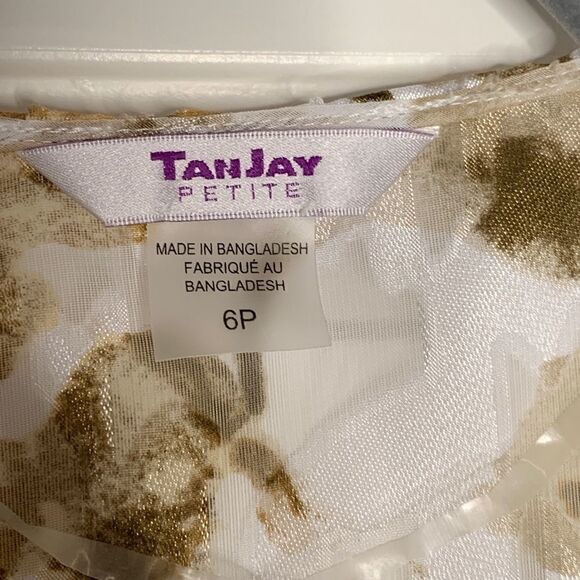 TANJAY
PETITE
MADE IN BANGLADESH
FABRIQUÉ AU
BANGLADESH
6P